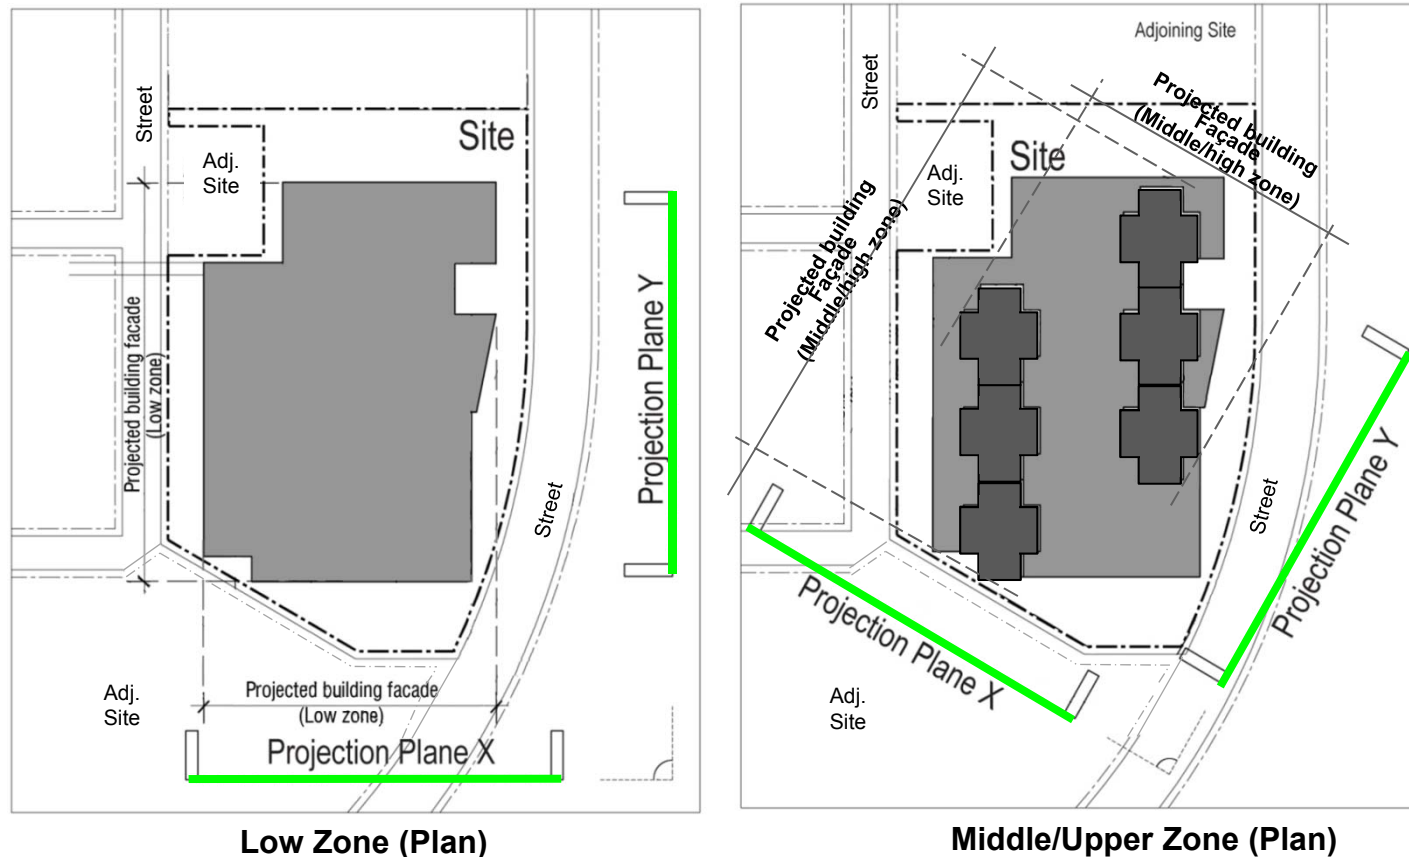 Street
Adj.
Site
Site
Projected building facade
(Low zone)
Projection Plane Y
Street
Adj.
Site
Projected building facade
(Low zone)
Projection Plane X
Low Zone (Plan)
Adjoining Site
Street
Projected building
Façade
(Middle/high zone)
Site
Adj.
Site
Projected building
Façade
(Middle/high zone)
Projection Plane Y
Street
Projection Plane X
Adj.
Site
Middle/Upper Zone (Plan)